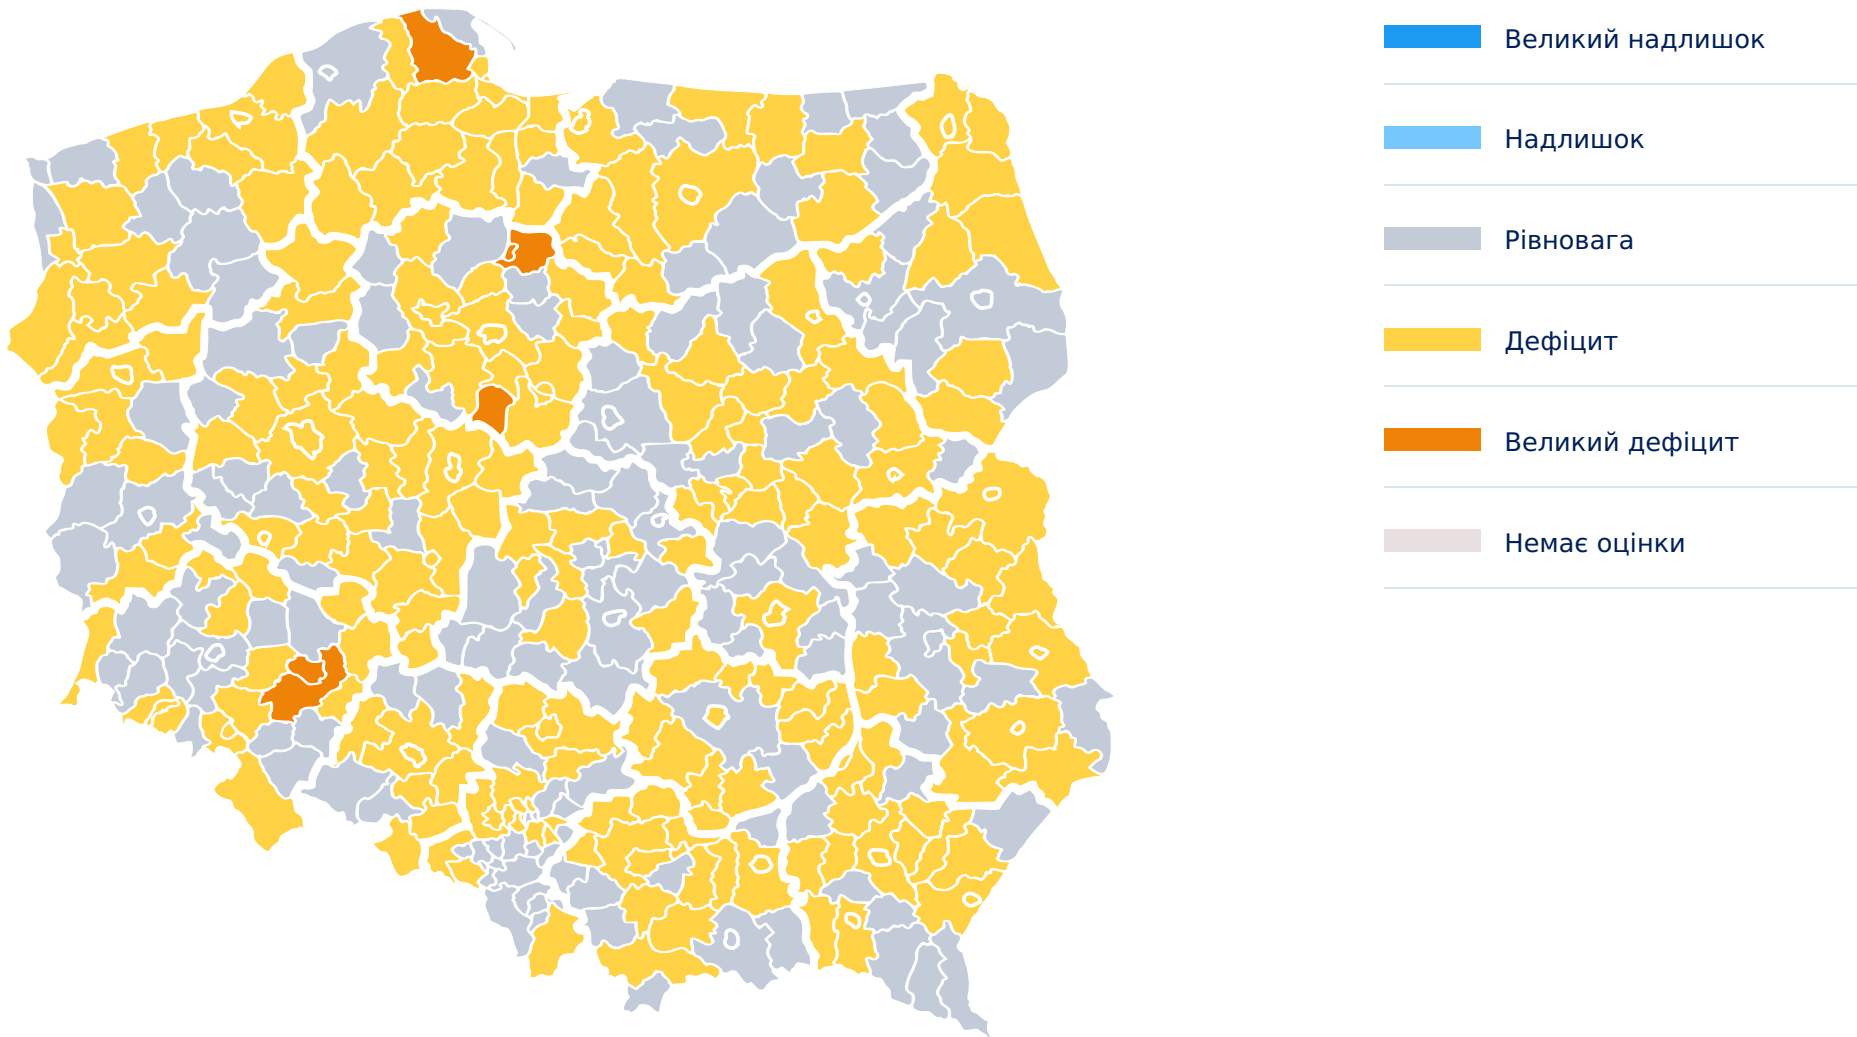 Великий надлишок
Надлишок
Рівновага
Дефіцит
Великий дефіцит
Немає оцінки